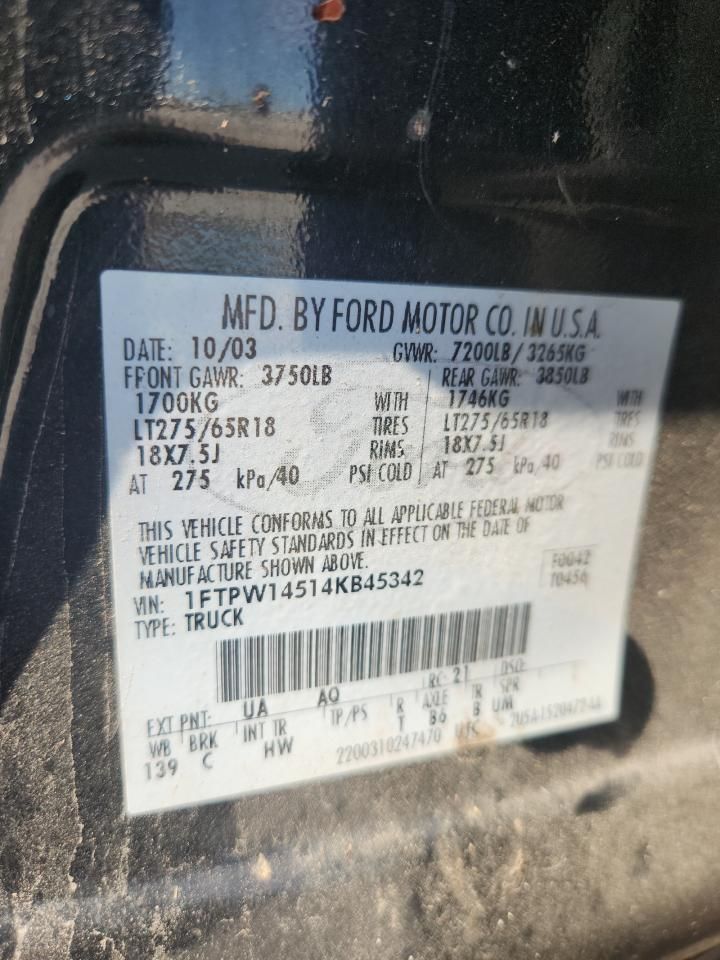 MFD. BY FORD MOTOR CO. IN U.S.A.
DATE: 10/03 GVWR: 7200LB/3265KG
FRONT GAWR: 3750LB REAR GAWR: 3850LB
1700KG WITH 1746KG WITH
LT275/65R18 TIRES LT275/65R18 TIRES
18X7.5J RIMS 18X7.5J RIMS
AT 275 kPa/40 PSI COLD AT 275 kPa/40 PSI COLD
THIS VEHICLE CONFORMS TO ALL APPLICABLE FEDERAL MOTOR
VEHICLE SAFETY STANDARDS IN EFFECT ON THE DATE OF
MANUFACTURE SHOWN ABOVE.
F0042
T0456
VIN: 1FTPW14514KB45342
TYPE: TRUCK
EXT PNT: UA AQ RC: 21 DSO:
WB BRK INT TR TP/PS R AXLE TR SPR
139 C HW T B6 B UM
2200310247470 UTC